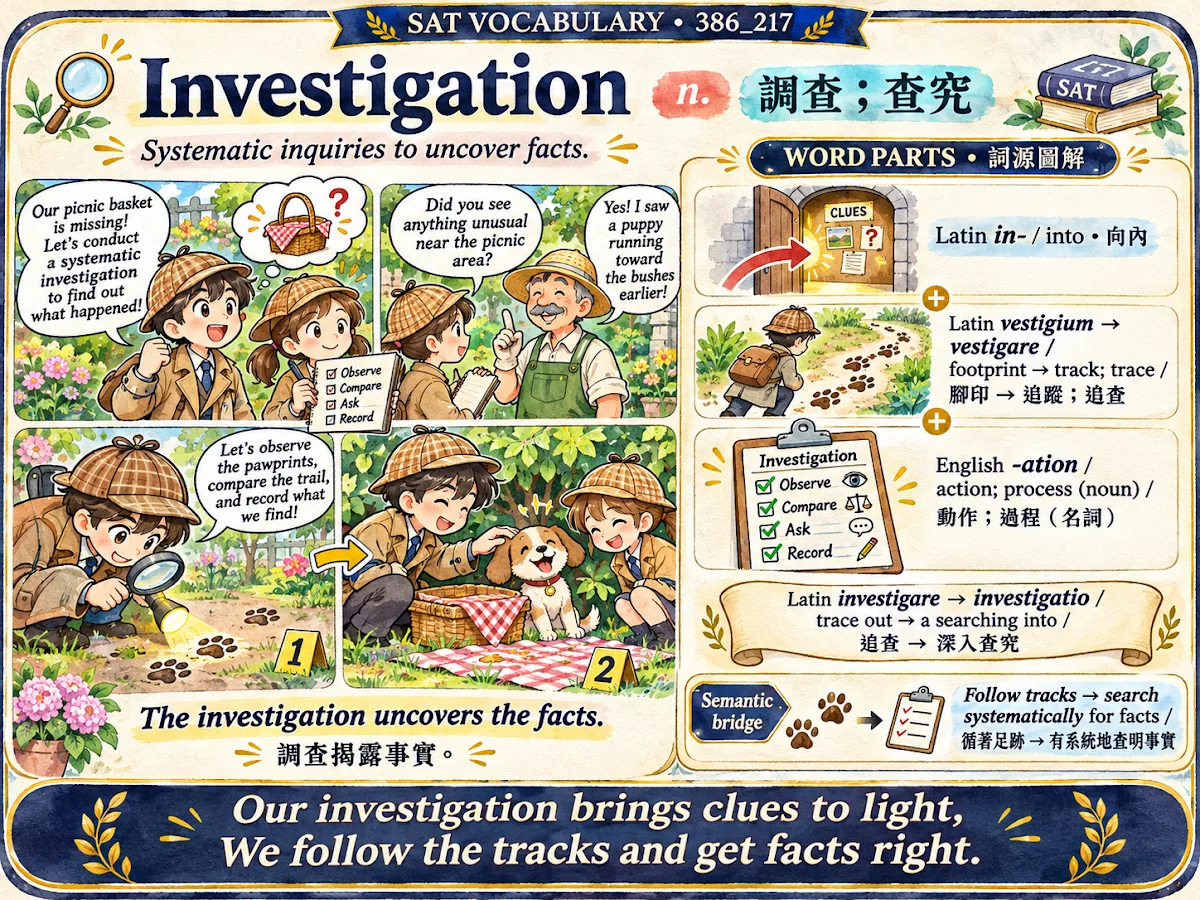 SAT VOCABULARY • 386_217
Investigation
n.
調查；查究
SAT
Systematic inquiries to uncover facts.
Our picnic basket
is missing!
Let's conduct
a systematic
investigation
to find out
what happened!
?
Observe
Compare
Ask
Record
Did you see
anything unusual
near the picnic
area?
Yes! I saw
a puppy
running
toward
the bushes
earlier!
Let's observe
the pawprints,
compare the trail,
and record what
we find!
1
2
The investigation uncovers the facts.
調查揭露事實。
WORD PARTS • 詞源圖解
CLUES
?
Latin in- / into • 向內
+
Latin vestigium →
vestigare /
footprint → track; trace /
腳印 → 追蹤；追查
+
Investigation
Observe
Compare
Ask
Record
English -ation /
action; process (noun) /
動作；過程（名詞）
Latin investigare → investigatio /
trace out → a searching into /
追查 → 深入查究
Semantic
bridge
Follow tracks → search
systematically for facts /
循著足跡 → 有系統地查明事實
Our investigation brings clues to light,
We follow the tracks and get facts right.